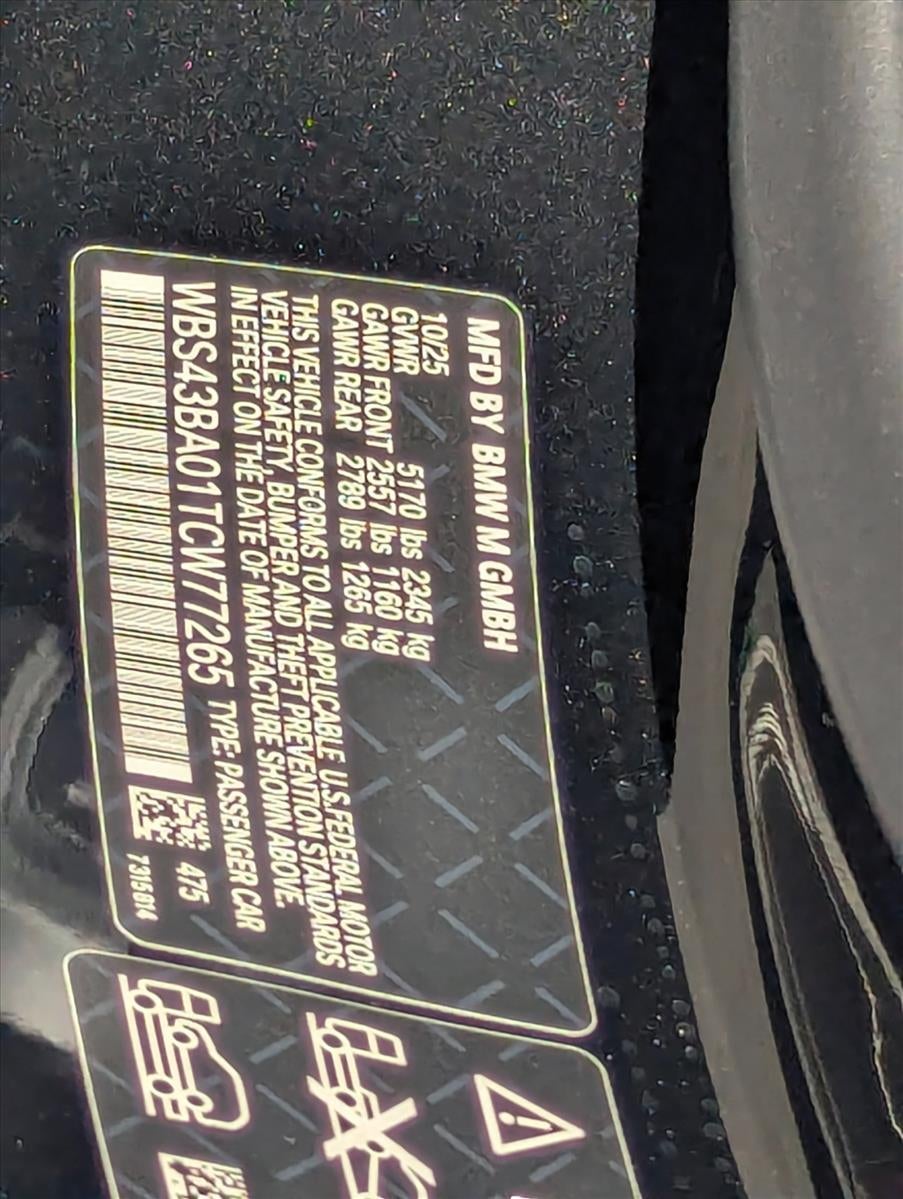 MFD BY BMW M GMBH
10/25
GVWR 5170 lbs 2345 kg
GAWR FRONT 2557 lbs 1160 kg
GAWR REAR 2789 lbs 1265 kg
THIS VEHICLE CONFORMS TO ALL APPLICABLE U.S. FEDERAL MOTOR
VEHICLE SAFETY, BUMPER AND THEFT PREVENTION STANDARDS
IN EFFECT ON THE DATE OF MANUFACTURE SHOWN ABOVE.
WBS43BA01TCW77265 TYPE: PASSENGER CAR
475
7315814